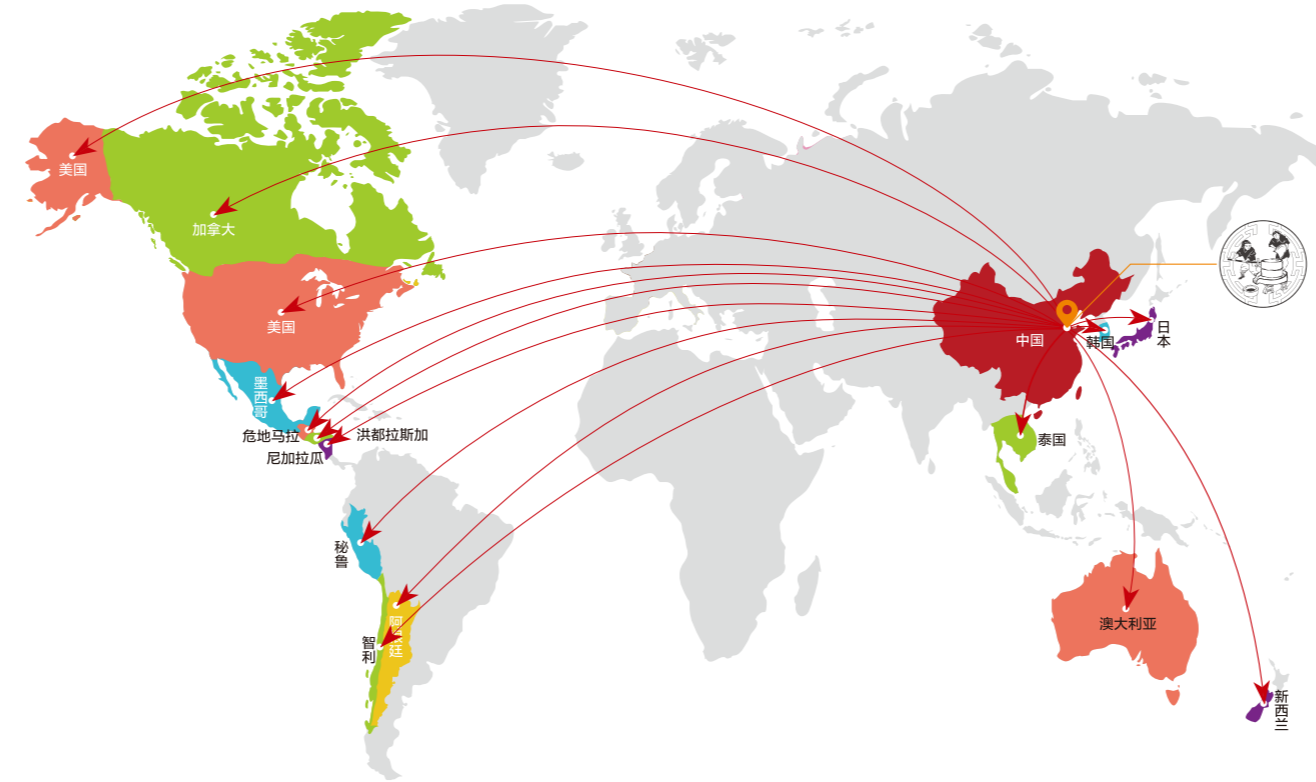 美国
加拿大
美国
墨西哥
危地马拉
洪都拉斯加
尼加拉瓜
秘鲁
智利
阿根廷
中国
韩国
日本
泰国
澳大利亚
新西兰